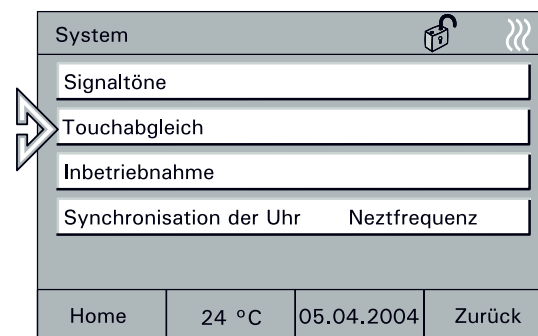 System
Signaltöne
Touchabgleich
Inbetriebnahme
Synchronisation der Uhr Neztfrequenz
Home 24 °C 05.04.2004 Zurück